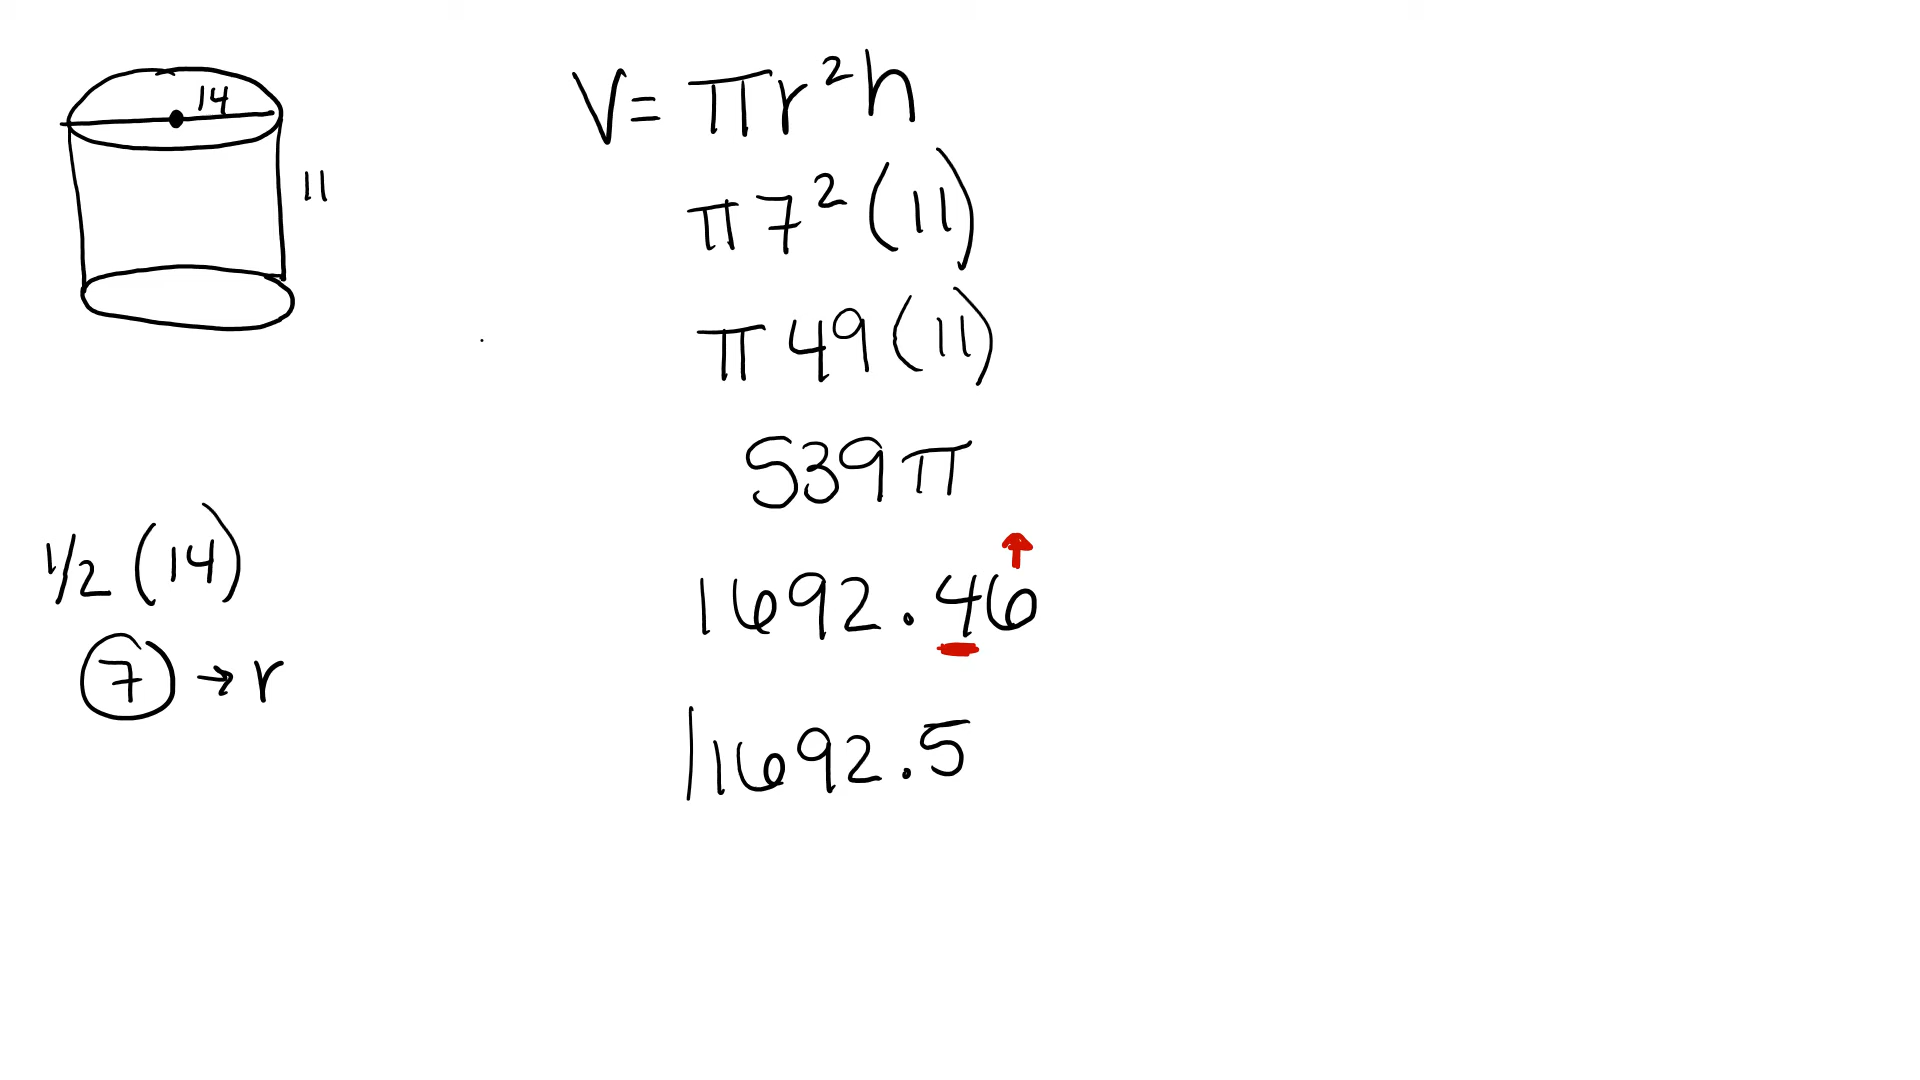 14
11
1/2 (14)
7 → r
V = πr²h
π7²(11)
π49(11)
539π
1692.46
|1692.5